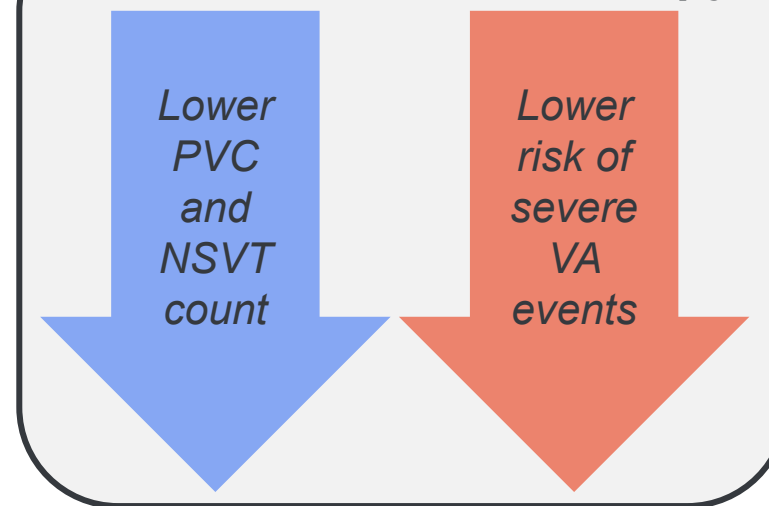 Lower
PVC
and
NSVT
count
Lower
risk of
severe
VA
events